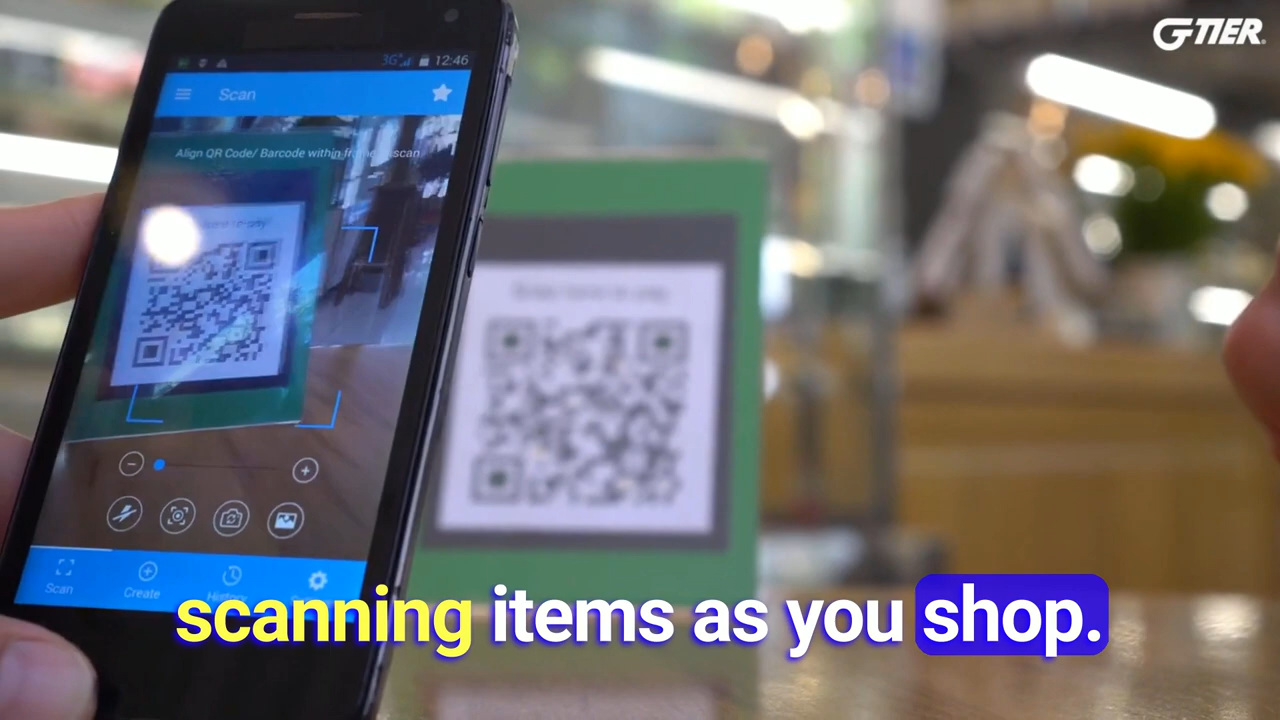 GTIER
3G 12:46
Scan
Align QR Code/ Barcode within frame scan
Scan
Create
History
scanning items as you shop.